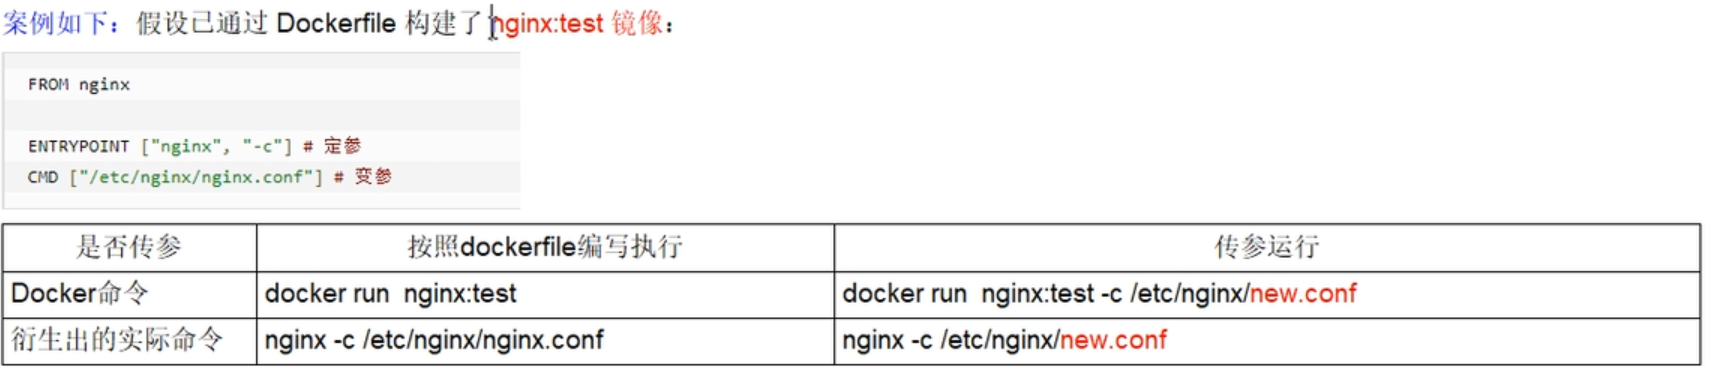 案例如下：假设已通过 Dockerfile 构建了 nginx:test 镜像：
FROM nginx
ENTRYPOINT ["nginx", "-c"] # 定参
CMD ["/etc/nginx/nginx.conf"] # 变参
是否传参 按照dockerfile编写执行 传参运行
Docker命令 docker run  nginx:test docker run  nginx:test -c /etc/nginx/new.conf
衍生出的实际命令 nginx -c /etc/nginx/nginx.conf nginx -c /etc/nginx/new.conf